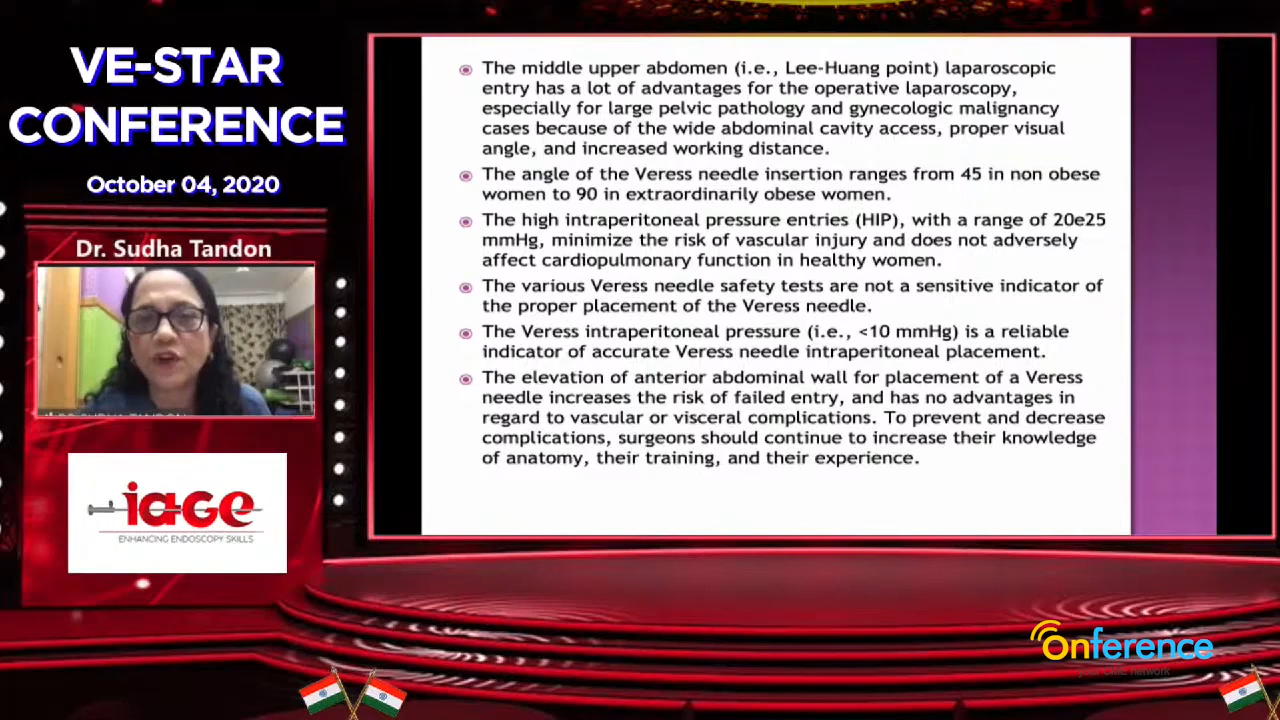 VE-STAR
CONFERENCE
October 04, 2020
Dr. Sudha Tandon
DR SUDHA TANDON
iage
ENHANCING ENDOSCOPY SKILLS
The middle upper abdomen (i.e., Lee-Huang point) laparoscopic
entry has a lot of advantages for the operative laparoscopy,
especially for large pelvic pathology and gynecologic malignancy
cases because of the wide abdominal cavity access, proper visual
angle, and increased working distance.
The angle of the Veress needle insertion ranges from 45 in non obese
women to 90 in extraordinarily obese women.
The high intraperitoneal pressure entries (HIP), with a range of 20e25
mmHg, minimize the risk of vascular injury and does not adversely
affect cardiopulmonary function in healthy women.
The various Veress needle safety tests are not a sensitive indicator of
the proper placement of the Veress needle.
The Veress intraperitoneal pressure (i.e., <10 mmHg) is a reliable
indicator of accurate Veress needle intraperitoneal placement.
The elevation of anterior abdominal wall for placement of a Veress
needle increases the risk of failed entry, and has no advantages in
regard to vascular or visceral complications. To prevent and decrease
complications, surgeons should continue to increase their knowledge
of anatomy, their training, and their experience.
Onference
your CME network